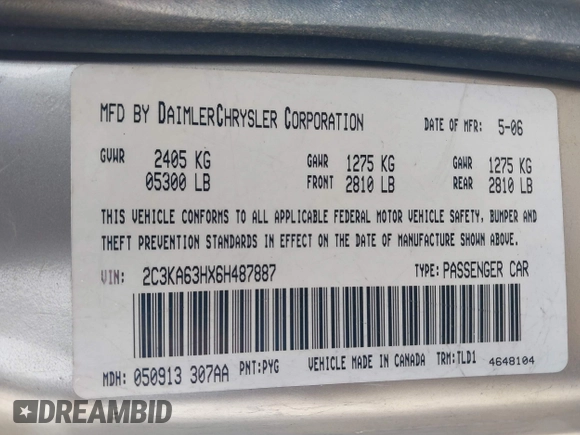 MFD BY DAIMLERCHRYSLER CORPORATION DATE OF MFR: 5-06
GVWR 2405 KG GAWR 1275 KG GAWR 1275 KG
05300 LB FRONT 2810 LB REAR 2810 LB
THIS VEHICLE CONFORMS TO ALL APPLICABLE FEDERAL MOTOR VEHICLE SAFETY, BUMPER AND
THEFT PREVENTION STANDARDS IN EFFECT ON THE DATE OF MANUFACTURE SHOWN ABOVE.
VIN: 2C3KA63HX6H487887 TYPE: PASSENGER CAR
MDH: 050913 307AA PNT:PYG VEHICLE MADE IN CANADA TRM:TLD1 4648104
DREAMBID